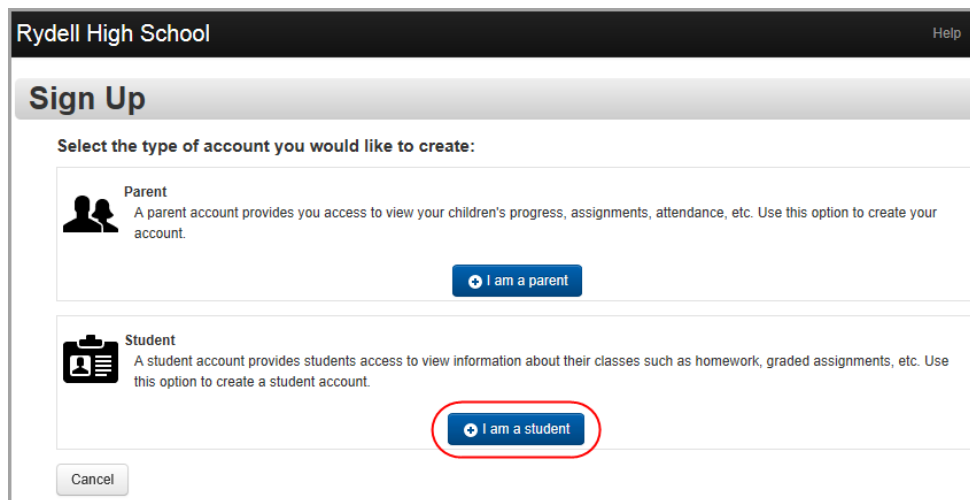 Rydell High School Help
Sign Up
Select the type of account you would like to create:
Parent
A parent account provides you access to view your children's progress, assignments, attendance, etc. Use this option to create your
account.
I am a parent
Student
A student account provides students access to view information about their classes such as homework, graded assignments, etc. Use
this option to create a student account.
I am a student
Cancel